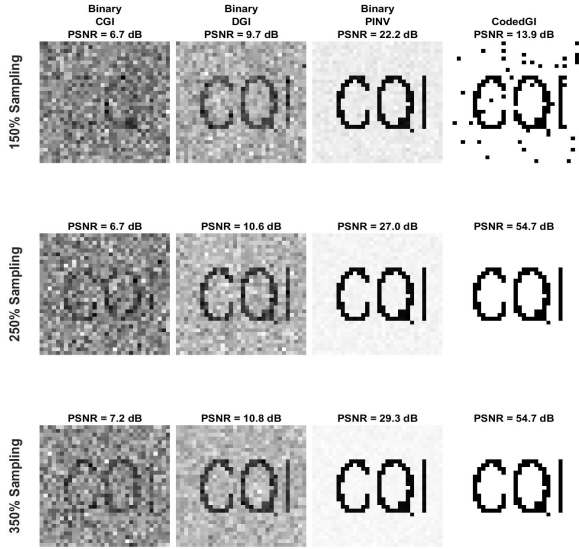 Binary CGI PSNR = 6.7 dB
Binary DGI PSNR = 9.7 dB
Binary PINV PSNR = 22.2 dB
CodedGI PSNR = 13.9 dB
150% Sampling
CQI CQI CQI CQI
PSNR = 6.7 dB PSNR = 10.6 dB PSNR = 27.0 dB PSNR = 54.7 dB
250% Sampling
CQI CQI CQI CQI
PSNR = 7.2 dB PSNR = 10.8 dB PSNR = 29.3 dB PSNR = 54.7 dB
350% Sampling
CQI CQI CQI CQI